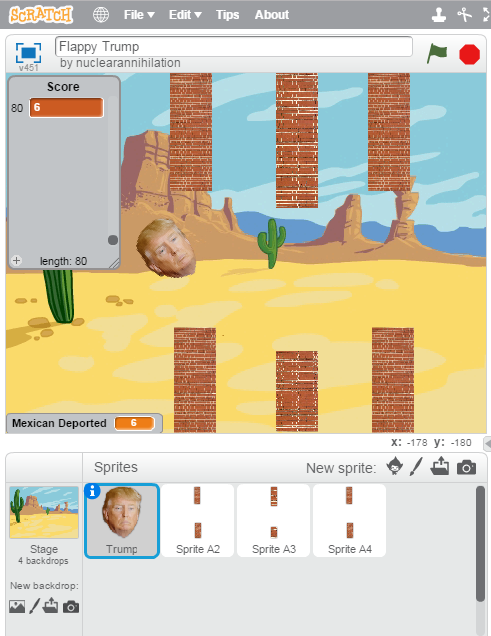 SCRATCH File Edit Tips About
v451
Flappy Trump
by nuclearannihilation
Score
80 6
+ length: 80
Mexican Deported 6
x: -178 y: -180
Sprites New sprite:
Stage
4 backdrops
New backdrop:
i
Trump
Sprite A2
Sprite A3
Sprite A4